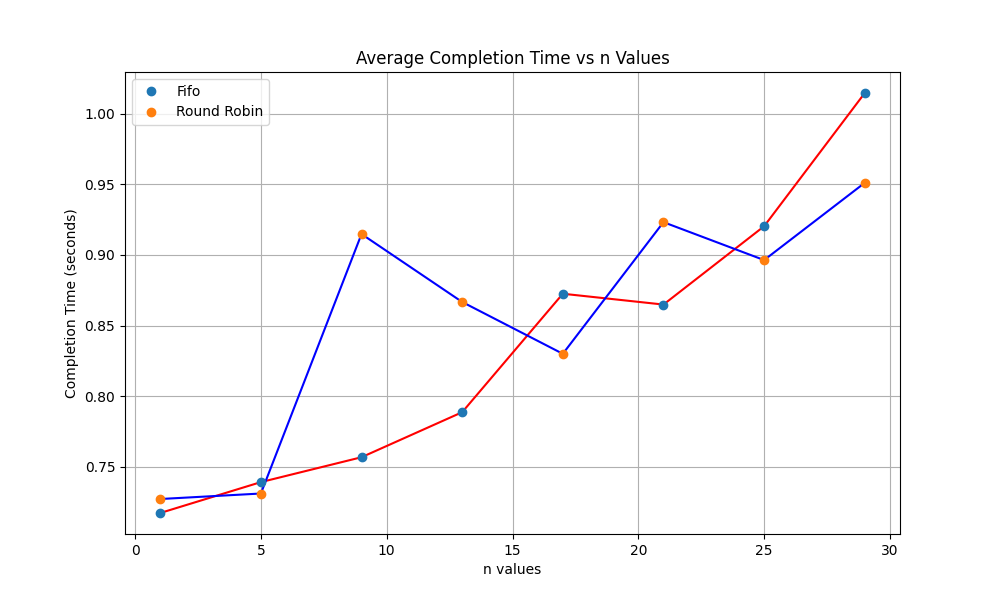 Average Completion Time vs n Values
Fifo
Round Robin
Completion Time (seconds)
1.00
0.95
0.90
0.85
0.80
0.75
0 5 10 15 20 25 30
n values